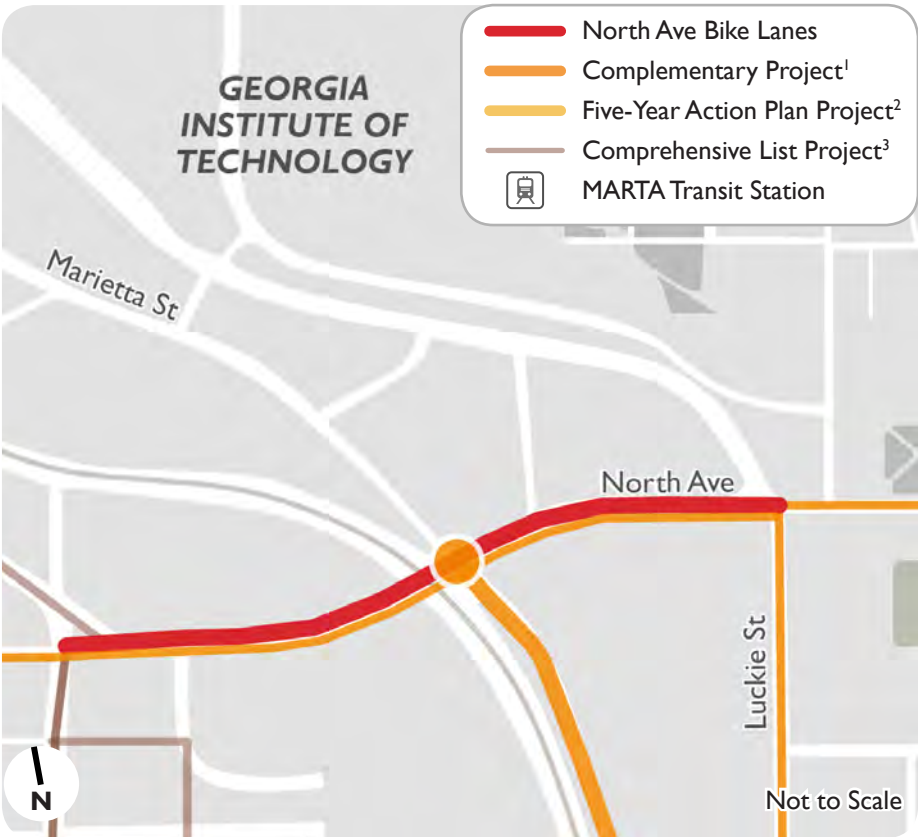 North Ave Bike Lanes
Complementary Project¹
Five-Year Action Plan Project²
Comprehensive List Project³
MARTA Transit Station
GEORGIA
INSTITUTE OF
TECHNOLOGY
Marietta St
North Ave
Luckie St
N
Not to Scale